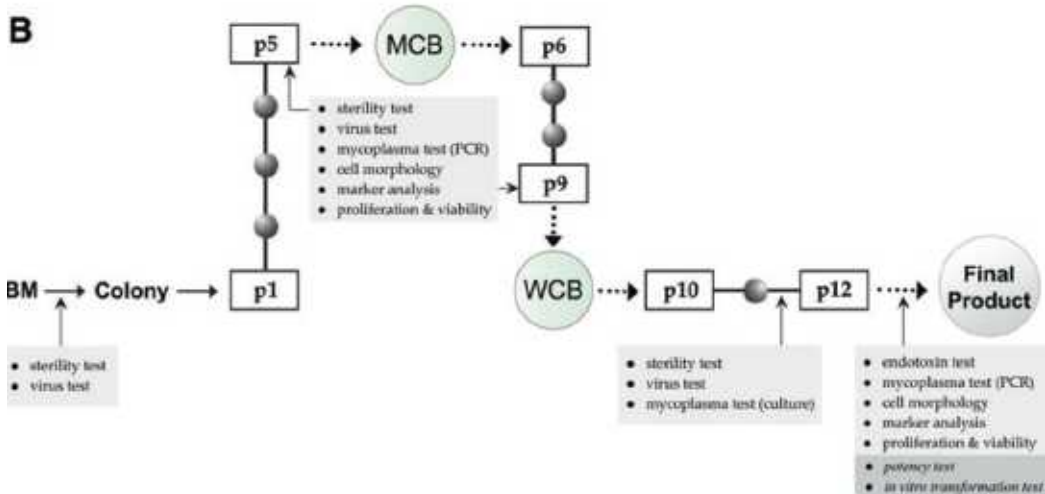 B
p5
MCB
p6
• sterility test
• virus test
• mycoplasma test (PCR)
• cell morphology
• marker analysis
• proliferation & viability
p9
BM
Colony
p1
WCB
p10
p12
Final
Product
• sterility test
• virus test
• sterility test
• virus test
• mycoplasma test (culture)
• endotoxin test
• mycoplasma test (PCR)
• cell morphology
• marker analysis
• proliferation & viability
• potency test
• in vitro transformation test